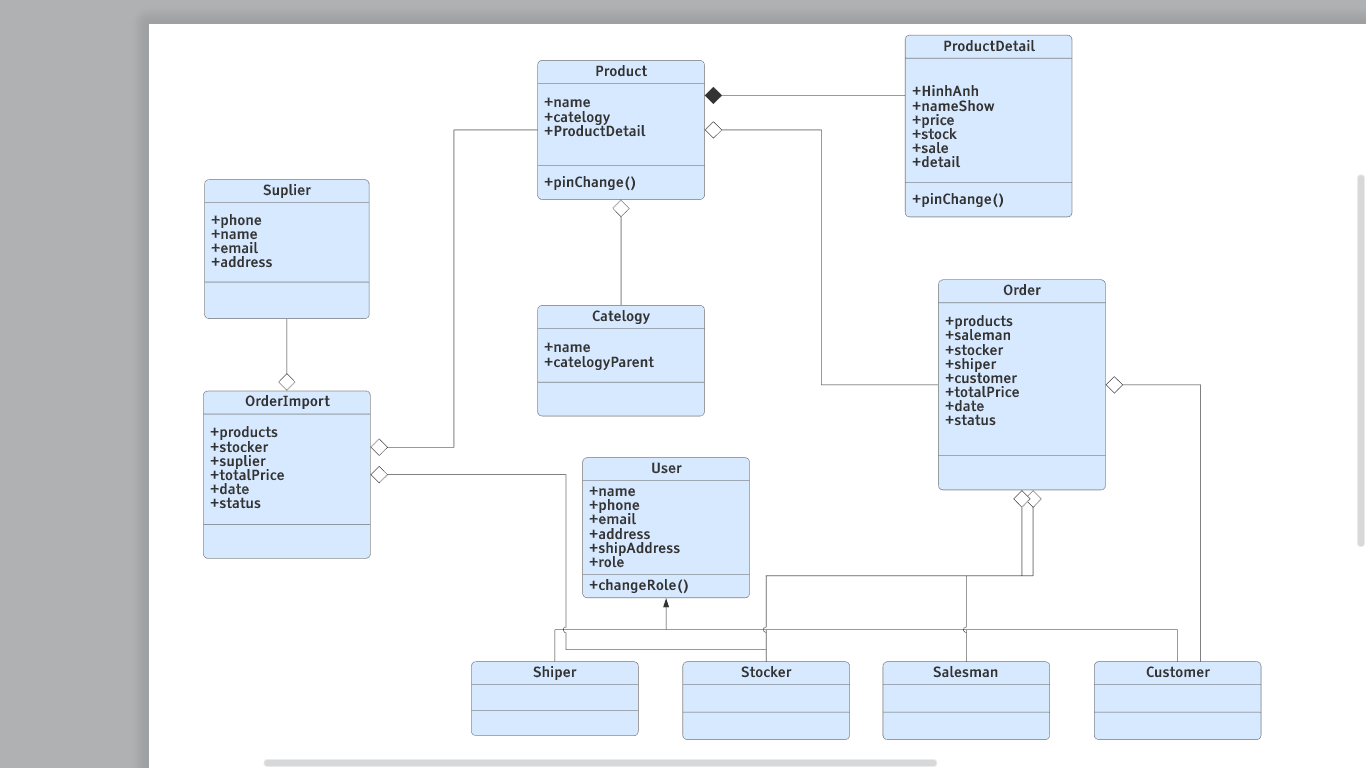 Product
+name
+catelogy
+ProductDetail
+pinChange()
ProductDetail
+HinhAnh
+nameShow
+price
+stock
+sale
+detail
+pinChange()
Suplier
+phone
+name
+email
+address
Catelogy
+name
+catelogyParent
Order
+products
+saleman
+stocker
+shiper
+customer
+totalPrice
+date
+status
OrderImport
+products
+stocker
+suplier
+totalPrice
+date
+status
User
+name
+phone
+email
+address
+shipAddress
+role
+changeRole()
Shiper
Stocker
Salesman
Customer